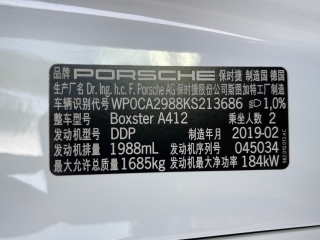 品牌 PORSCHE 保时捷 制造国 德国
生产厂名 Dr. Ing. h.c. F. Porsche AG 保时捷股份公司斯图加特工厂 制造
车辆识别代号 WP0CA2988KS213686 1,0%
整车型号 Boxster A412 乘坐人数 2
发动机型号 DDP 制造年月 2019-02
发动机排量 1988mL 发动机序列号 045034
最大允许总质量 1685kg 发动机最大净功率 184kW